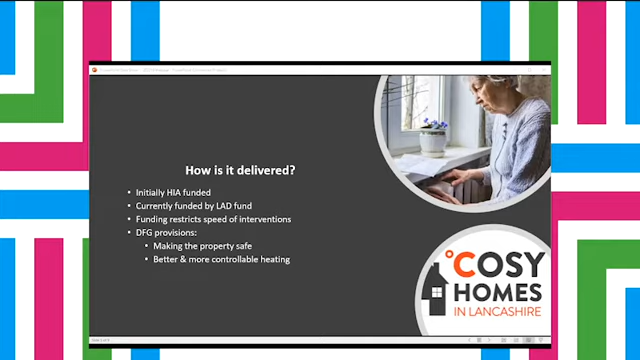 How is it delivered?
• Initially HIA funded
• Currently funded by LAD fund
• Funding restricts speed of interventions
• DFG provisions:
• Making the property safe
• Better & more controllable heating
°COSY
HOMES
IN LANCASHIRE